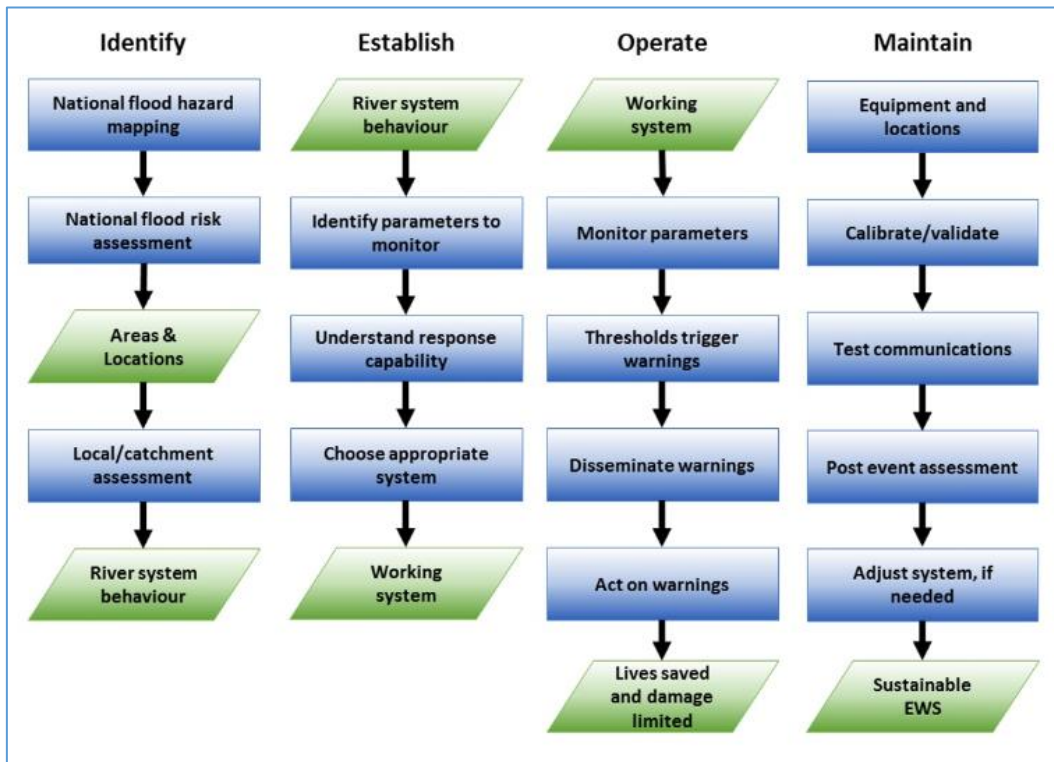 Identify
National flood hazard
mapping
National flood risk
assessment
Areas &
Locations
Local/catchment
assessment
River system
behaviour
Establish
River system
behaviour
Identify parameters to
monitor
Understand response
capability
Choose appropriate
system
Working
system
Operate
Working
system
Monitor parameters
Thresholds trigger
warnings
Disseminate warnings
Act on warnings
Lives saved
and damage
limited
Maintain
Equipment and
locations
Calibrate/validate
Test communications
Post event assessment
Adjust system, if
needed
Sustainable
EWS